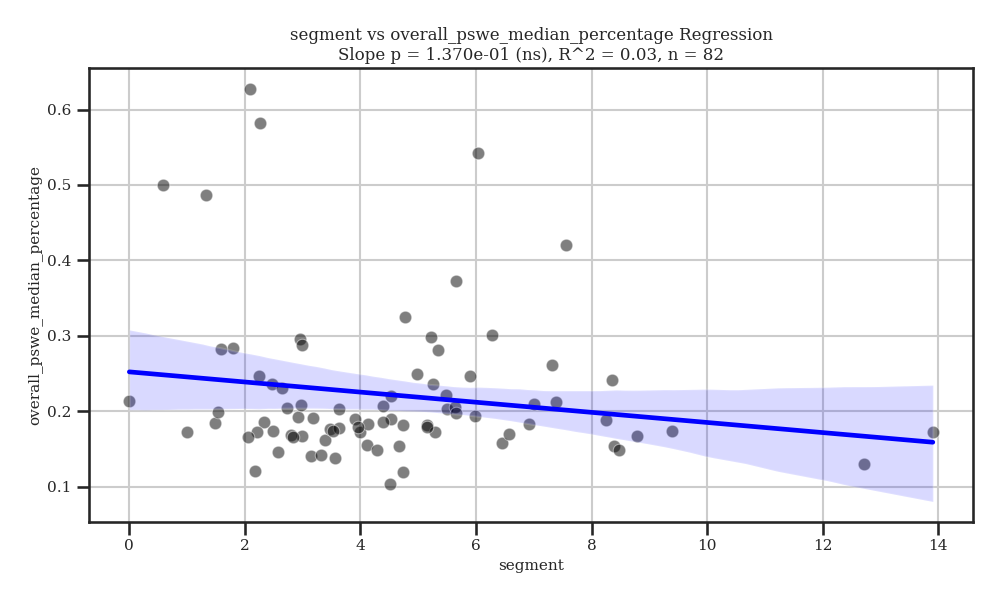 segment vs overall_pswe_median_percentage Regression
Slope p = 1.370e-01 (ns), R^2 = 0.03, n = 82
overall_pswe_median_percentage
0.6
0.5
0.4
0.3
0.2
0.1
0 2 4 6 8 10 12 14
segment